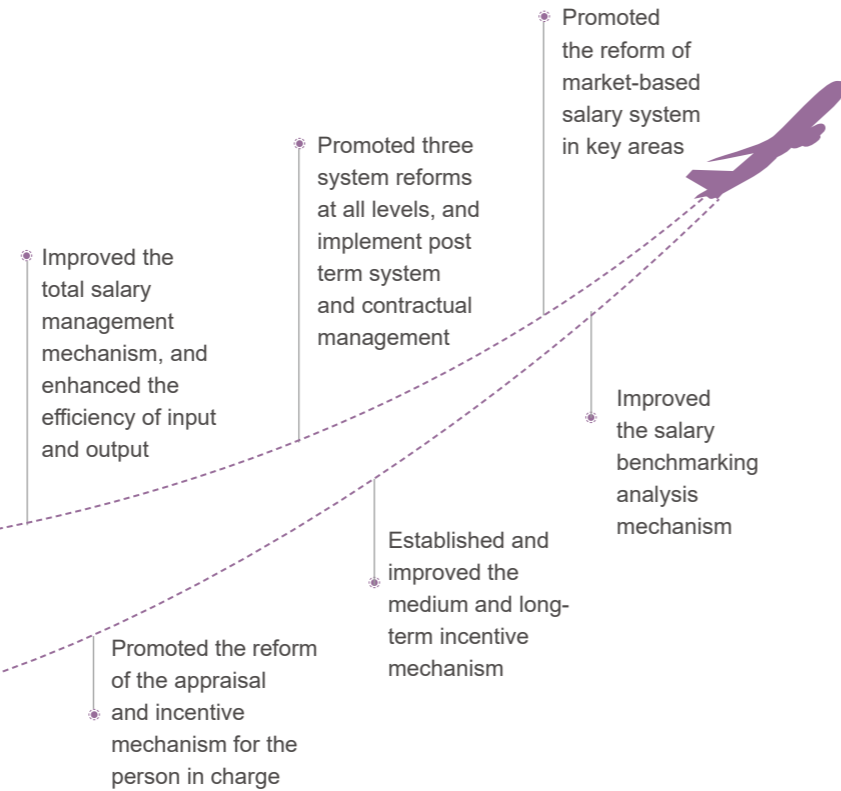 Promoted
the reform of
market-based
salary system
in key areas
Promoted three
system reforms
at all levels, and
implement post
term system
and contractual
management
Improved the
total salary
management
mechanism, and
enhanced the
efficiency of input
and output
Improved
the salary
benchmarking
analysis
mechanism
Established and
improved the
medium and long-
term incentive
mechanism
Promoted the reform
of the appraisal
and incentive
mechanism for the
person in charge